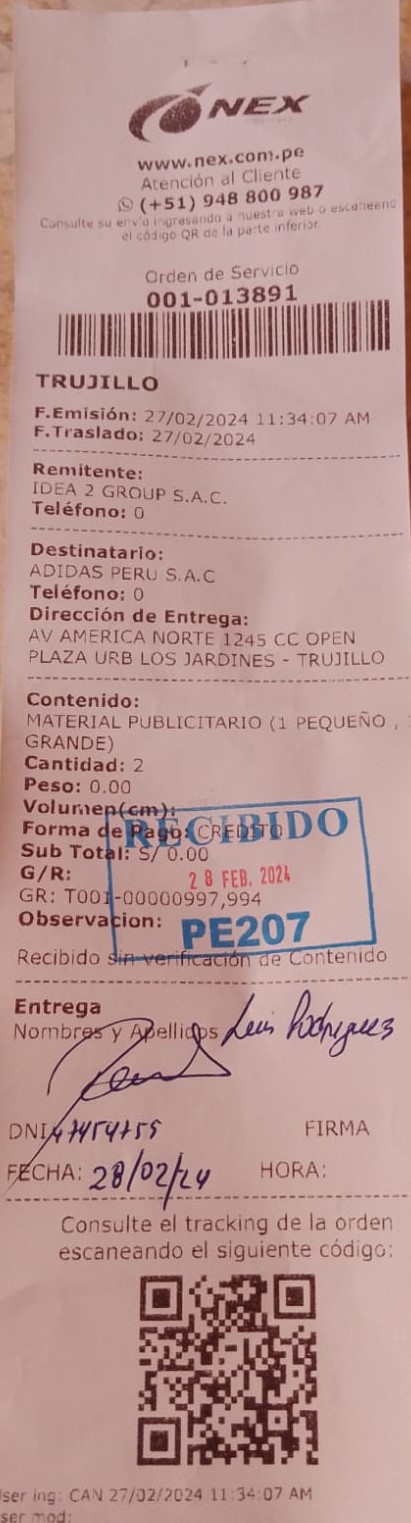 NEX
www.nex.com.pe
Atención al Cliente
(+51) 948 800 987
Consulte su envío ingresando a nuestra web o escaneend
el código QR de la parte inferior
Orden de Servicio
001-013891
TRUJILLO
F.Emisión: 27/02/2024 11:34:07 AM
F.Traslado: 27/02/2024
Remitente:
IDEA 2 GROUP S.A.C.
Teléfono: 0
Destinatario:
ADIDAS PERU S.A.C
Teléfono: 0
Dirección de Entrega:
AV AMERICA NORTE 1245 CC OPEN
PLAZA URB LOS JARDINES - TRUJILLO
Contenido:
MATERIAL PUBLICITARIO (1 PEQUEÑO ,
GRANDE)
Cantidad: 2
Peso: 0.00
Volumen(cm):
RECIBIDO
Forma de Pago: CREDITO
Sub Total: S/ 0.00
G/R:
28 FEB. 2024
GR: T001-00000997,994
Observacion:
PE207
Recibido sin verificación de Contenido
Entrega
Nombres y Apellidos Luis Rodriguez
DNI
FIRMA
FECHA: 28/02/24 HORA:
Consulte el tracking de la orden
escaneando el siguiente código:
ser ing: CAN 27/02/2024 11:34:07 AM
ser mod: